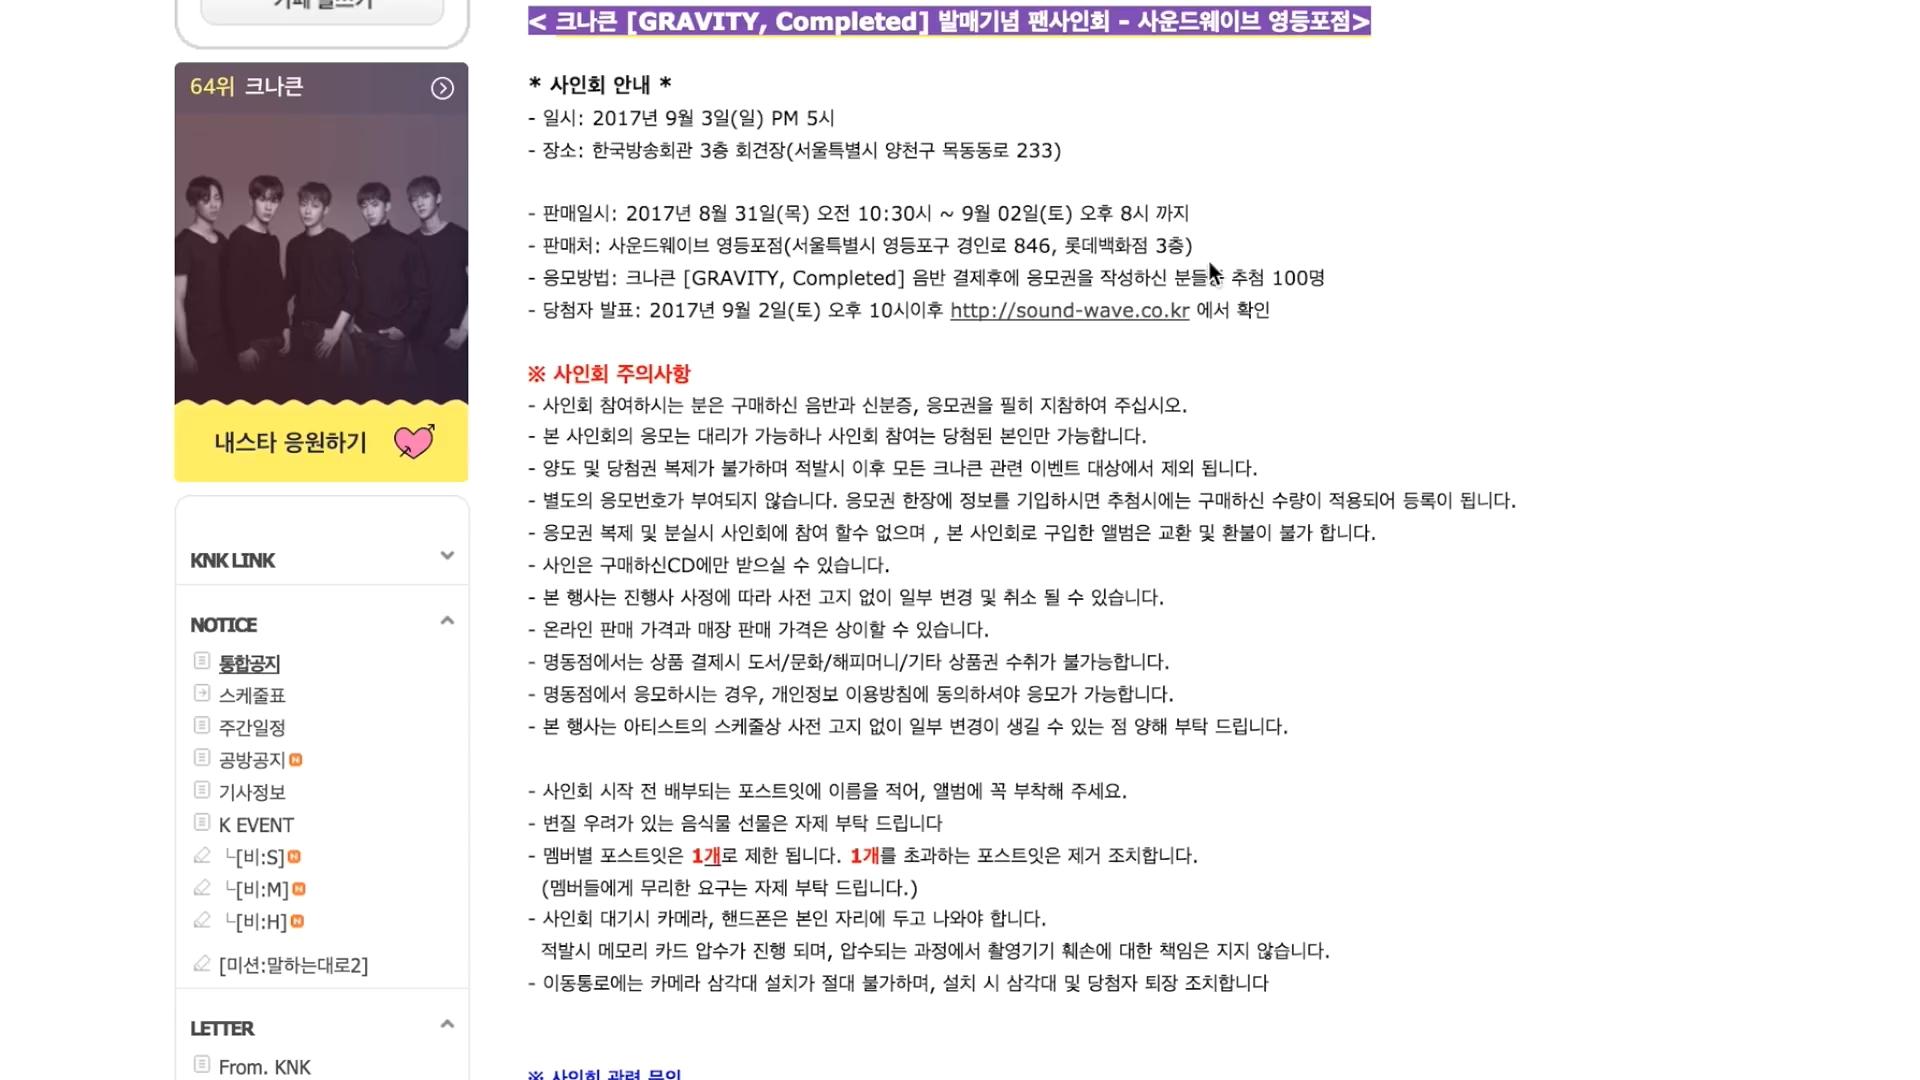 카페 글쓰기
64위 크나큰
내스타 응원하기
KNK LINK
NOTICE
통합공지
스케줄표
주간일정
공방공지 N
기사정보
K EVENT
└[비:S] N
└[비:M] N
└[비:H] N
[미션:말하는대로2]
LETTER
From. KNK
< 크나큰 [GRAVITY, Completed] 발매기념 팬사인회 - 사운드웨이브 영등포점>
* 사인회 안내 *
- 일시: 2017년 9월 3일(일) PM 5시
- 장소: 한국방송회관 3층 회견장(서울특별시 양천구 목동동로 233)
- 판매일시: 2017년 8월 31일(목) 오전 10:30시 ~ 9월 02일(토) 오후 8시 까지
- 판매처: 사운드웨이브 영등포점(서울특별시 영등포구 경인로 846, 롯데백화점 3층)
- 응모방법: 크나큰 [GRAVITY, Completed] 음반 결제후에 응모권을 작성하신 추첨 100명
- 당첨자 발표: 2017년 9월 2일(토) 오후 10시이후 http://sound-wave.co.kr 에서 확인
※ 사인회 주의사항
- 사인회 참여하시는 분은 구매하신 음반과 신분증, 응모권을 필히 지참하여 주십시오.
- 본 사인회의 응모는 대리가 가능하나 사인회 참여는 당첨된 본인만 가능합니다.
- 양도 및 당첨권 복제가 불가하며 적발시 이후 모든 크나큰 관련 이벤트 대상에서 제외 됩니다.
- 별도의 응모번호가 부여되지 않습니다. 응모권 한장에 정보를 기입하시면 추첨시에는 구매하신 수량이 적용되어 등록이 됩니다.
- 응모권 복제 및 분실시 사인회에 참여 할수 없으며 , 본 사인회로 구입한 앨범은 교환 및 환불이 불가 합니다.
- 사인은 구매하신CD에만 받으실 수 있습니다.
- 본 행사는 진행사 사정에 따라 사전 고지 없이 일부 변경 및 취소 될 수 있습니다.
- 온라인 판매 가격과 매장 판매 가격은 상이할 수 있습니다.
- 명동점에서는 상품 결제시 도서/문화/해피머니/기타 상품권 수취가 불가능합니다.
- 명동점에서 응모하시는 경우, 개인정보 이용방침에 동의하셔야 응모가 가능합니다.
- 본 행사는 아티스트의 스케줄상 사전 고지 없이 일부 변경이 생길 수 있는 점 양해 부탁 드립니다.
- 사인회 시작 전 배부되는 포스트잇에 이름을 적어, 앨범에 꼭 부착해 주세요.
- 변질 우려가 있는 음식물 선물은 자제 부탁 드립니다
- 멤버별 포스트잇은 1개로 제한 됩니다. 1개를 초과하는 포스트잇은 제거 조치합니다.
(멤버들에게 무리한 요구는 자제 부탁 드립니다.)
- 사인회 대기시 카메라, 핸드폰은 본인 자리에 두고 나와야 합니다.
적발시 메모리 카드 압수가 진행 되며, 압수되는 과정에서 촬영기기 훼손에 대한 책임은 지지 않습니다.
- 이동통로에는 카메라 삼각대 설치가 절대 불가하며, 설치 시 삼각대 및 당첨자 퇴장 조치합니다
※ 사인회 관련 문의